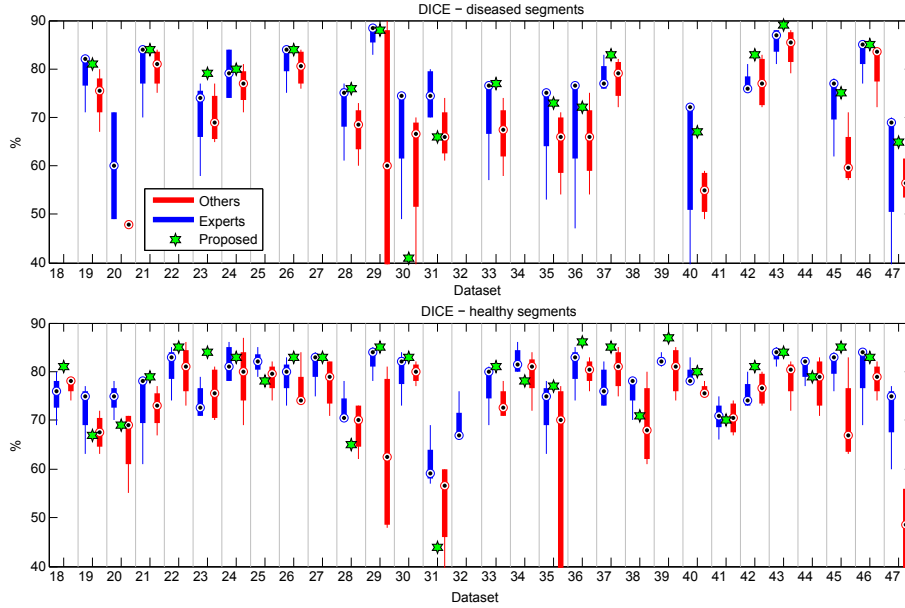 DICE − diseased segments
90
80
70
60
50
40
%
Others
Experts
Proposed
18 19 20 21 22 23 24 25 26 27 28 29 30 31 32 33 34 35 36 37 38 39 40 41 42 43 44 45 46 47
Dataset
DICE − healthy segments
90
80
70
60
50
40
%
18 19 20 21 22 23 24 25 26 27 28 29 30 31 32 33 34 35 36 37 38 39 40 41 42 43 44 45 46 47
Dataset